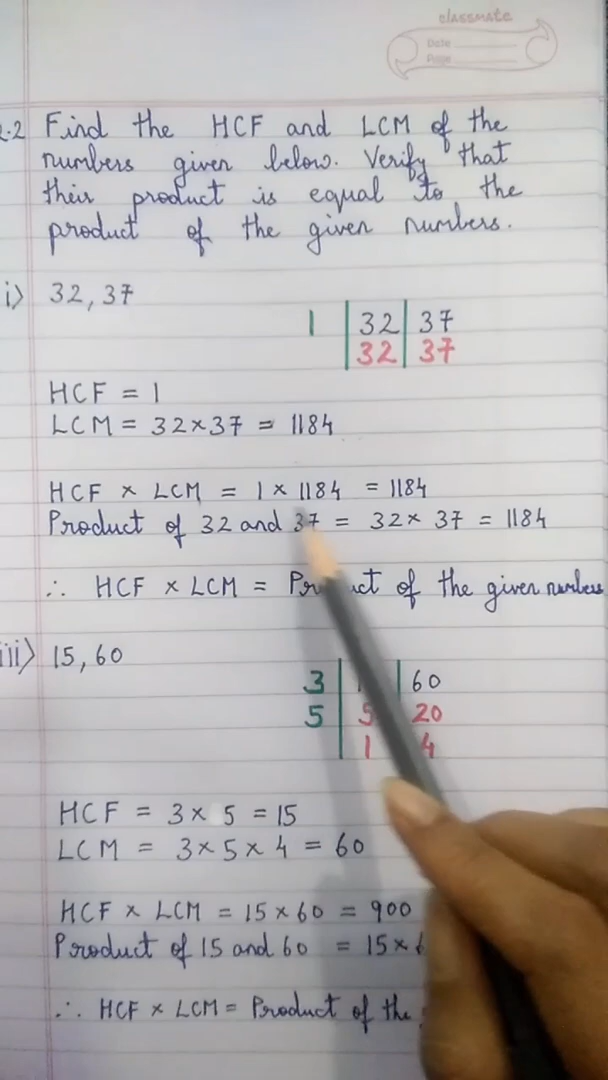 classmate
Date
Page
2.2 Find the HCF and LCM of the
numbers given below. Verify that
their product is equal to the
product of the given numbers.
i) 32, 37
1 32 37
32 37
HCF = 1
LCM = 32×37 = 1184
HCF × LCM = 1 × 1184 = 1184
Product of 32 and 37 = 32× 37 = 1184
∴ HCF × LCM = of the given numbers
iii) 15, 60
3 60
5 5 20
1 4
HCF = 3 × 5 = 15
LCM = 3×5×4 = 60
HCF × LCM = 15×60 = 900
Product of 15 and 60 = 15×
∴ HCF × LCM = Product of the